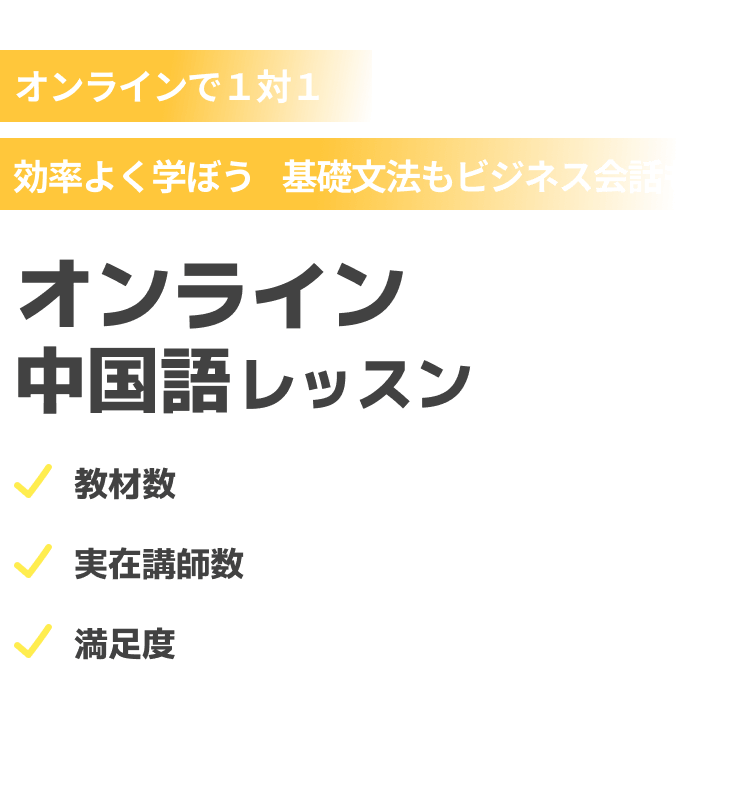 オンラインで１対１
効率よく学ぼう 基礎文法もビジネス会話
オンライン
中国語レッスン
教材数
実在講師数
満足度